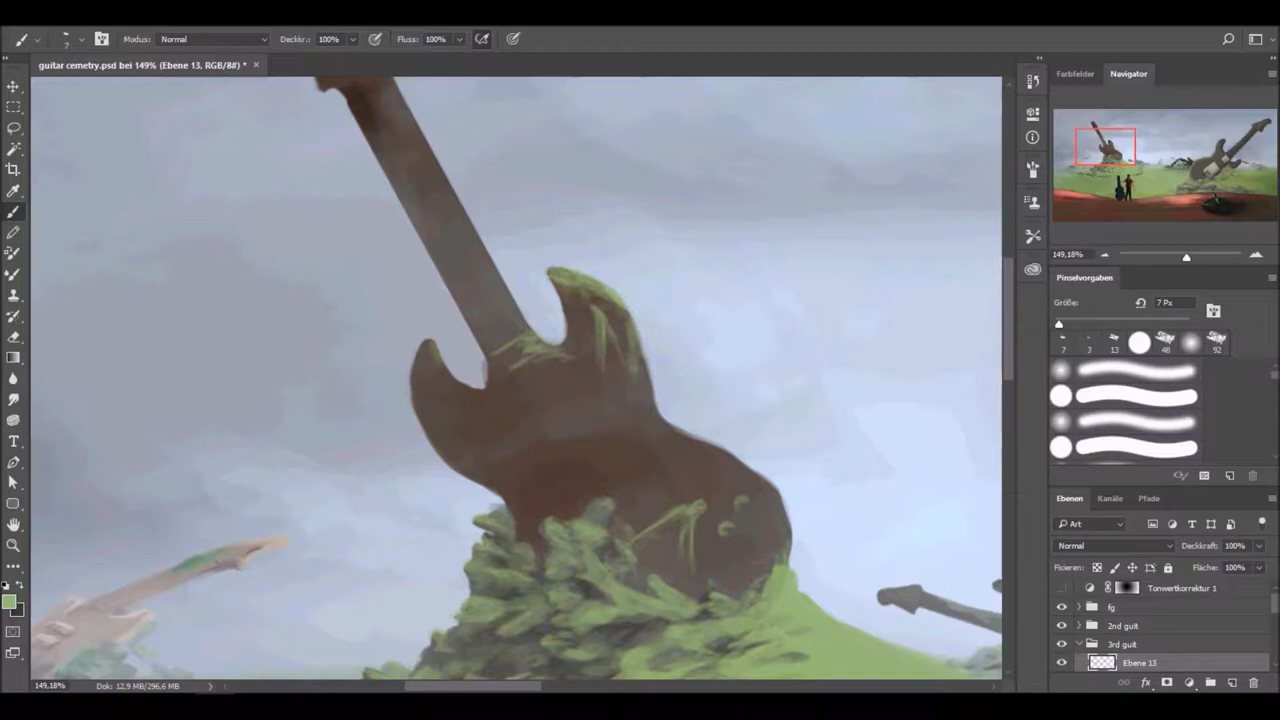 7 Modus: Normal Deckkr.: 100% Fluss: 100%
guitar cemetry.psd bei 149% (Ebene 13, RGB/8#) * ×
Farbfelder Navigator
149,18%
Pinselvorgaben
Größe: 7 Px
7 3 13 48 92
Ebenen Kanäle Pfade
Art
Normal Deckkraft: 100%
Fixieren: Fläche: 100%
Tonwertkorrektur 1
fg
2nd guit
3rd guit
Ebene 13
149,18% Dok: 12,9 MB/296,6 MB